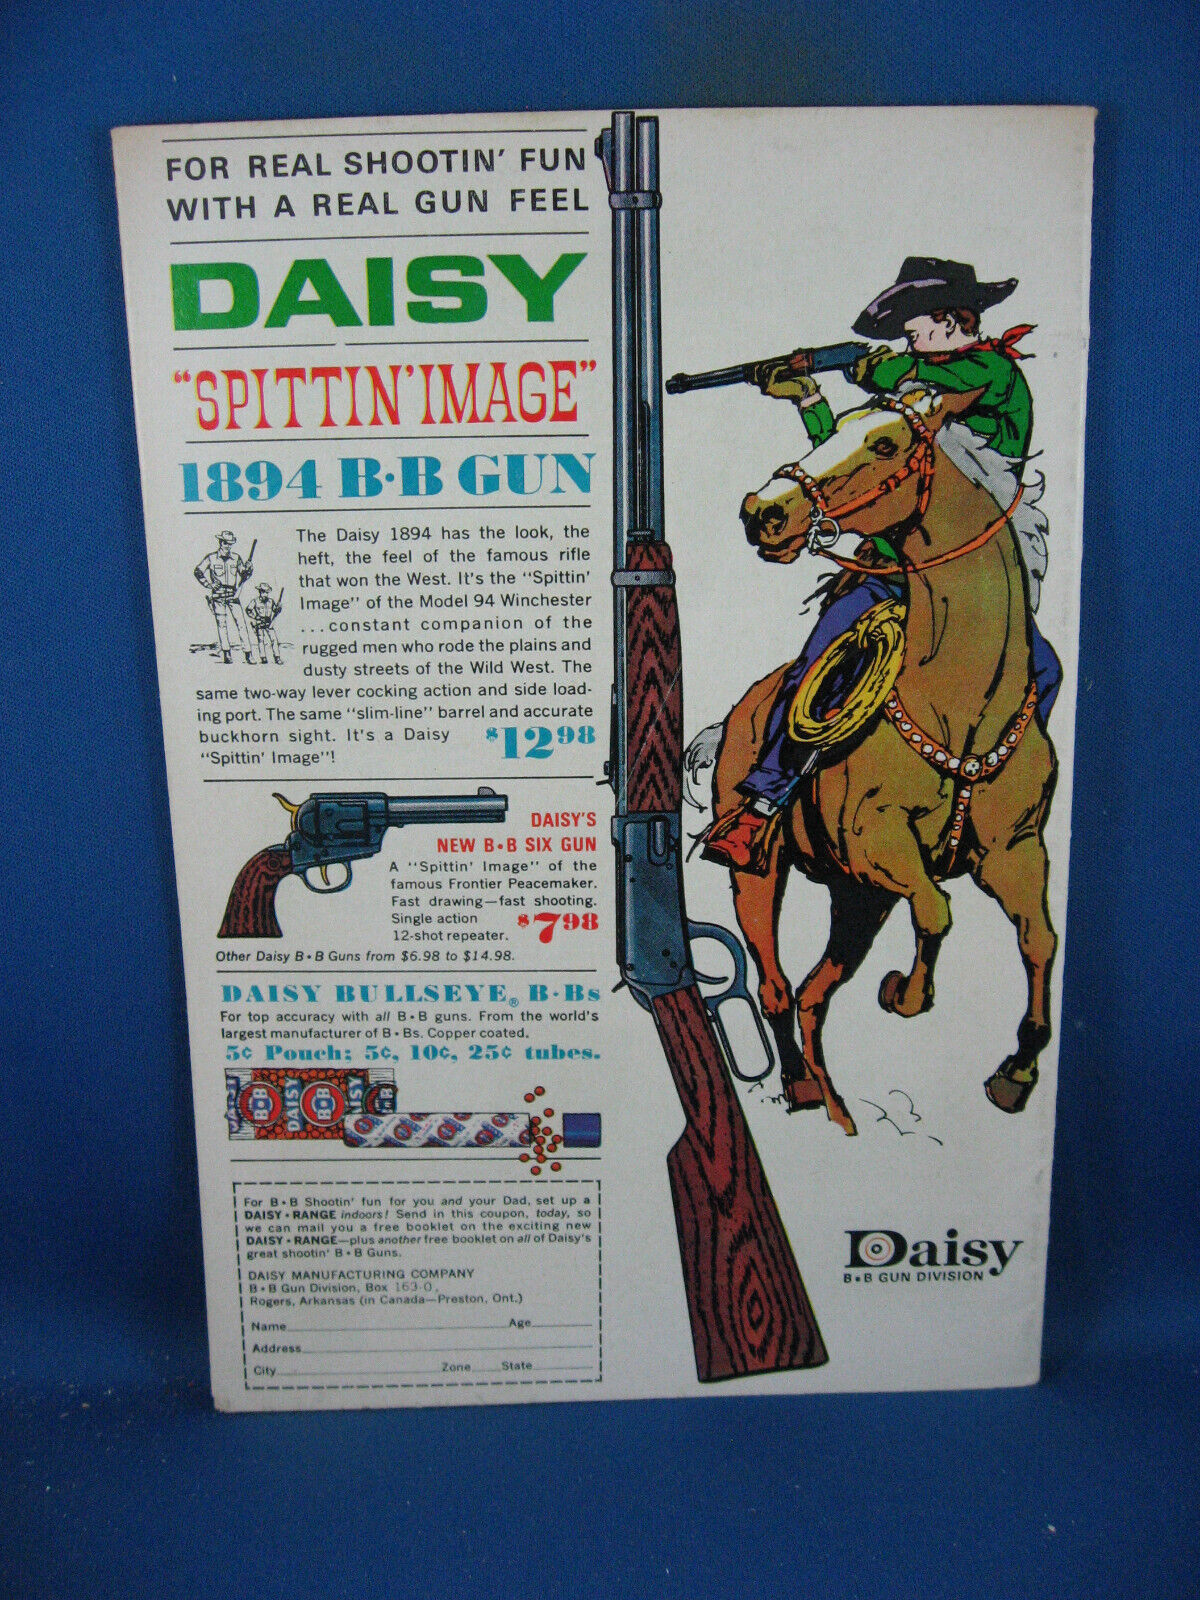 FOR REAL SHOOTIN' FUN
WITH A REAL GUN FEEL
DAISY
"SPITTIN' IMAGE"
1894 B•B GUN
The Daisy 1894 has the look, the
heft, the feel of the famous rifle
that won the West. It's the "Spittin'
Image" of the Model 94 Winchester
...constant companion of the
rugged men who rode the plains and
dusty streets of the Wild West. The
same two-way lever cocking action and side load-
ing port. The same "slim-line" barrel and accurate
buckhorn sight. It's a Daisy
"Spittin' Image"!
$12.98
DAISY'S
NEW B•B SIX GUN
A "Spittin' Image" of the
famous Frontier Peacemaker.
Fast drawing—fast shooting.
Single action
12-shot repeater.
$7.98
Other Daisy B•B Guns from $6.98 to $14.98.
DAISY BULLSEYE® B•Bs
For top accuracy with all B•B guns. From the world's
largest manufacturer of B•Bs. Copper coated.
5¢ Pouch; 5¢, 10¢, 25¢ tubes.
DAISY
B•B
DAISY
B•B
DAISY
B•B
For B•B Shootin' fun for you and your Dad, set up a
DAISY•RANGE indoors! Send in this coupon, today, so
we can mail you a free booklet on the exciting new
DAISY•RANGE—plus another free booklet on all of Daisy's
great shootin' B•B Guns.
DAISY MANUFACTURING COMPANY
B•B Gun Division, Box 163-O,
Rogers, Arkansas (in Canada—Preston, Ont.)
Name Age
Address
City Zone State
Daisy
B•B GUN DIVISION